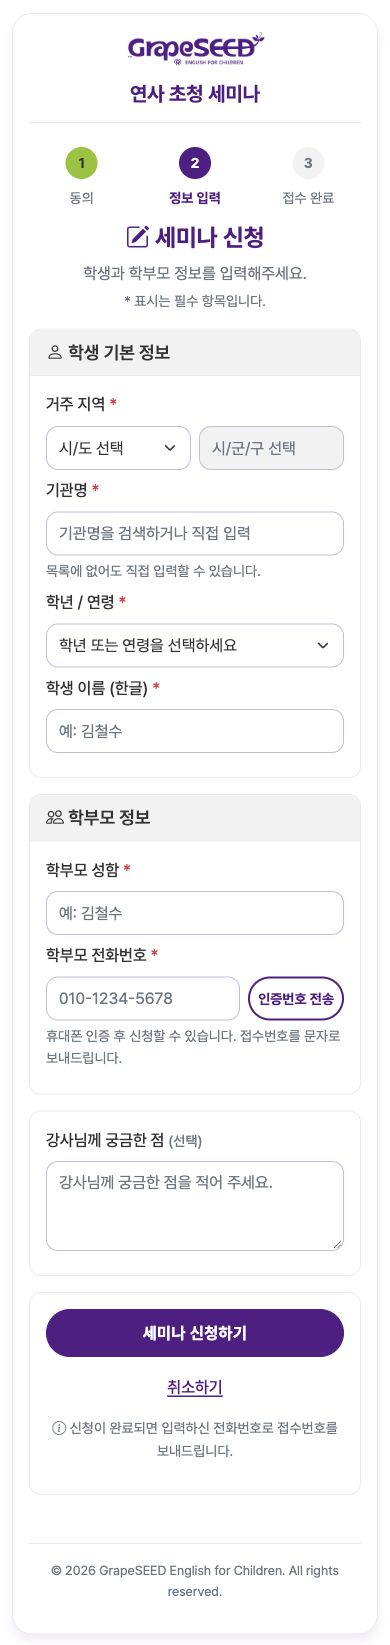 GrapeSEED
ENGLISH FOR CHILDREN
연사 초청 세미나
1 2 3
동의 정보 입력 접수 완료
세미나 신청
학생과 학부모 정보를 입력해주세요.
* 표시는 필수 항목입니다.
학생 기본 정보
거주 지역 *
시/도 선택 시/군/구 선택
기관명 *
기관명을 검색하거나 직접 입력
목록에 없어도 직접 입력할 수 있습니다.
학년 / 연령 *
학년 또는 연령을 선택하세요
학생 이름 (한글) *
예: 김철수
학부모 정보
학부모 성함 *
예: 김철수
학부모 전화번호 *
010-1234-5678 인증번호 전송
휴대폰 인증 후 신청할 수 있습니다. 접수번호를 문자로
보내드립니다.
강사님께 궁금한 점 (선택)
강사님께 궁금한 점을 적어 주세요.
세미나 신청하기
취소하기
신청이 완료되면 입력하신 전화번호로 접수번호를
보내드립니다.
© 2026 GrapeSEED English for Children. All rights
reserved.